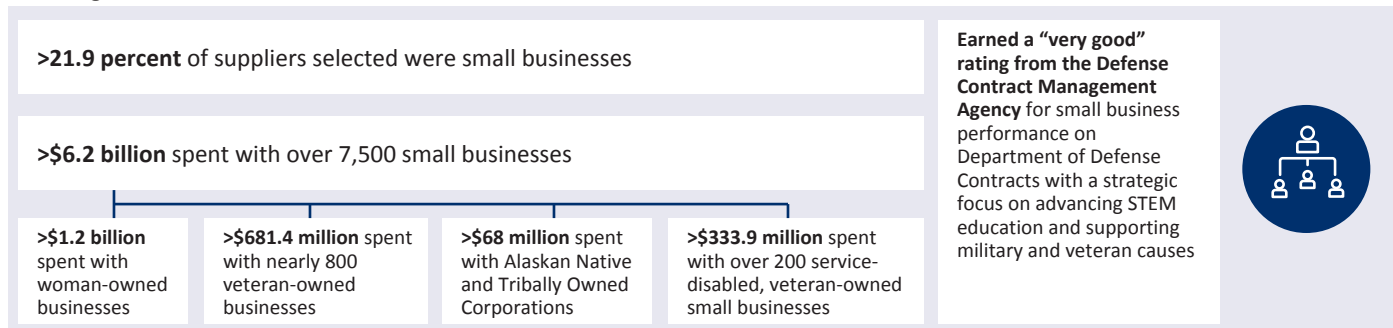 >21.9 percent of suppliers selected were small businesses
>$6.2 billion spent with over 7,500 small businesses
>$1.2 billion
spent with
woman-owned
businesses
>$681.4 million spent
with nearly 800
veteran-owned
businesses
>$68 million spent
with Alaskan Native
and Tribally Owned
Corporations
>$333.9 million spent
with over 200 service-
disabled, veteran-owned
small businesses
Earned a “very good”
rating from the Defense
Contract Management
Agency for small business
performance on
Department of Defense
Contracts with a strategic
focus on advancing STEM
education and supporting
military and veteran causes